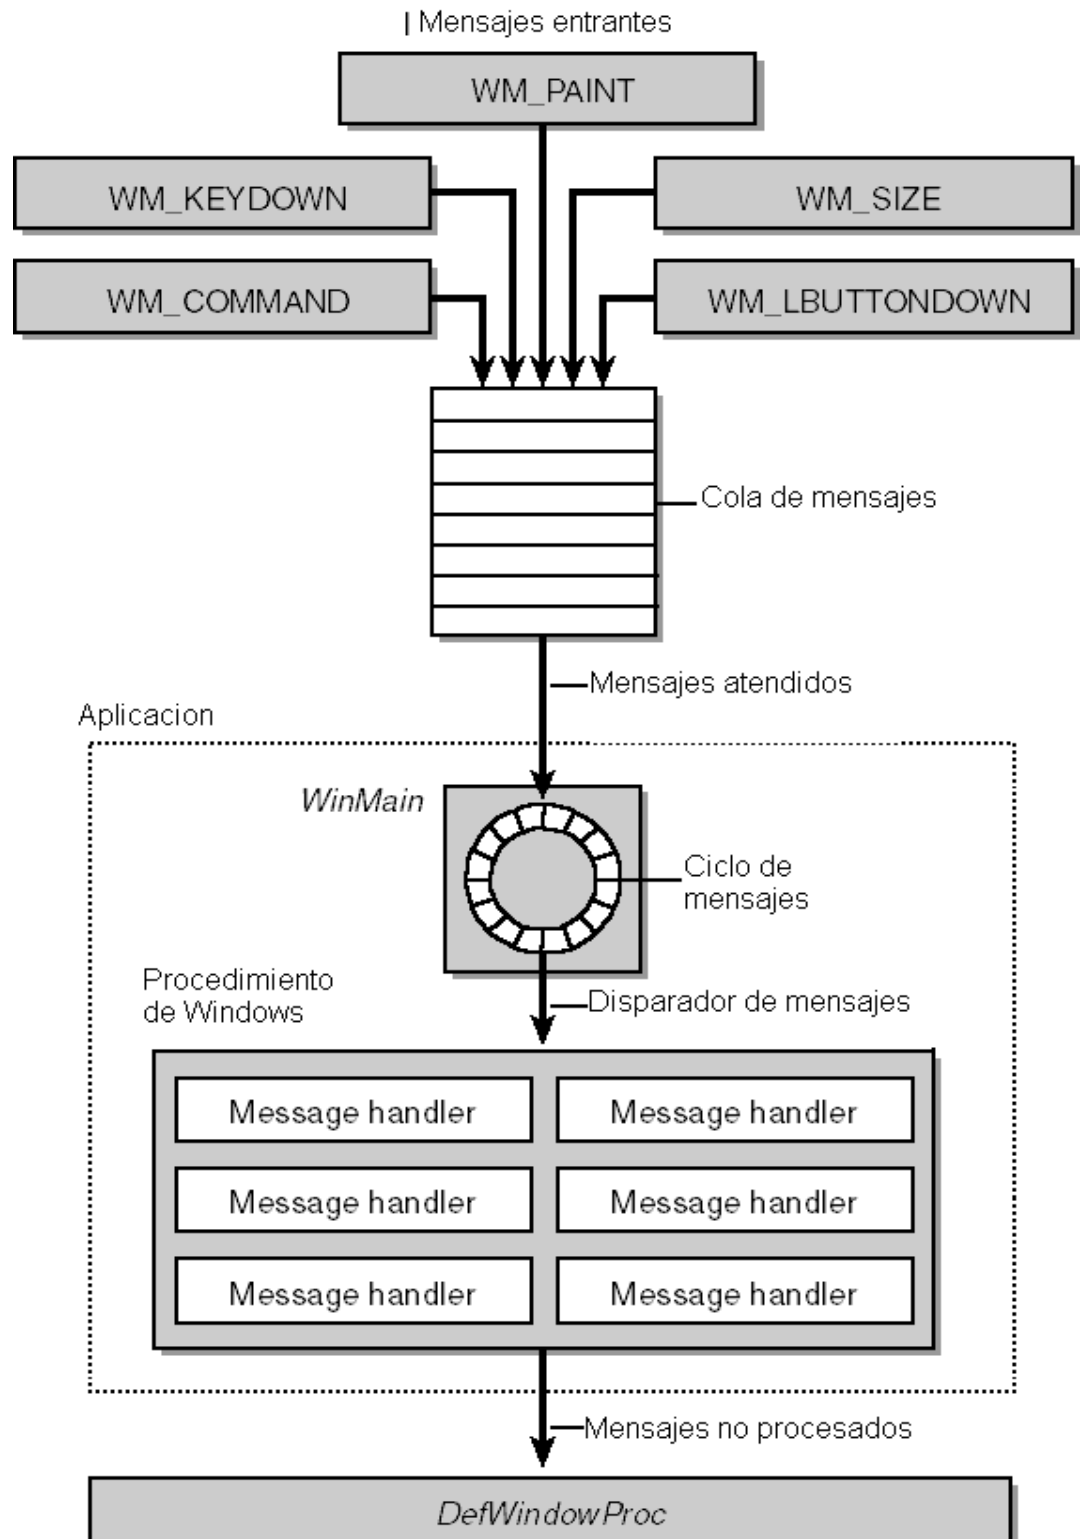 Mensajes entrantes
WM_PAINT
WM_KEYDOWN
WM_SIZE
WM_COMMAND
WM_LBUTTONDOWN
Cola de mensajes
Mensajes atendidos
Aplicacion
WinMain
Ciclo de
mensajes
Procedimiento
de Windows
Disparador de mensajes
Message handler
Message handler
Message handler
Message handler
Message handler
Message handler
Mensajes no procesados
DefWindowProc